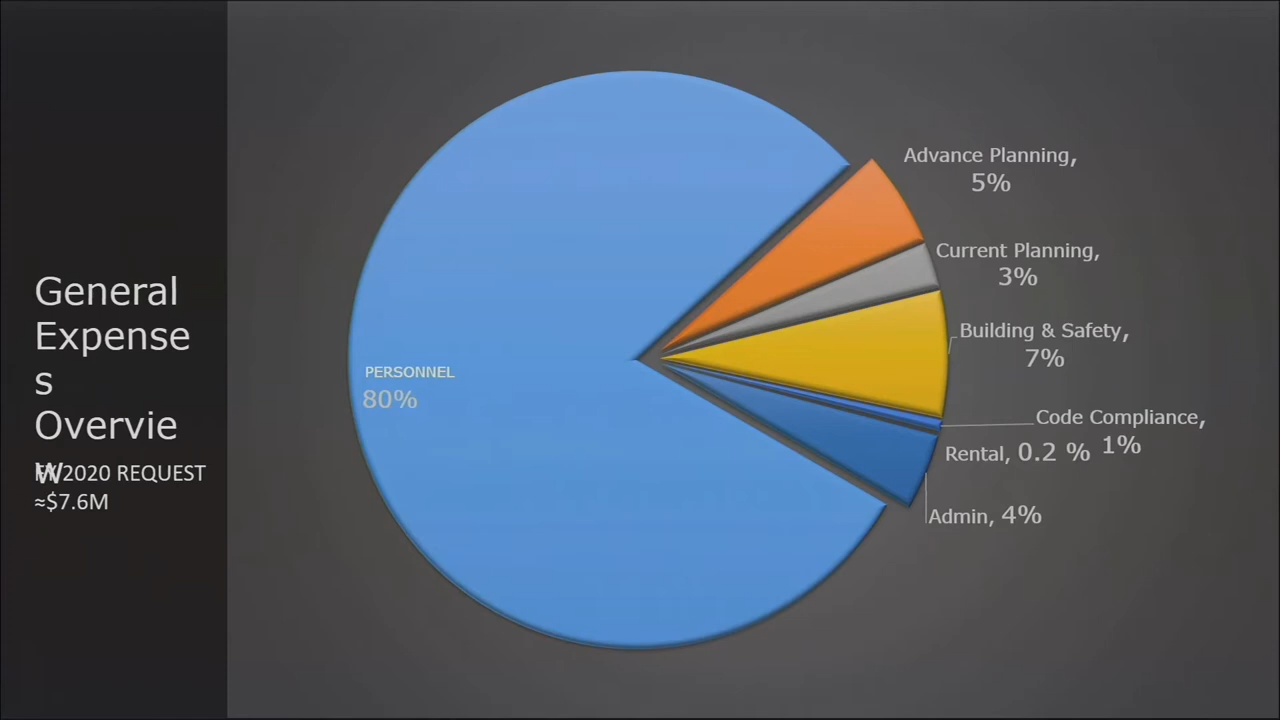 General
Expense
s
Overvie
w
2020 REQUEST
≈$7.6M
PERSONNEL
80%
Advance Planning,
5%
Current Planning,
3%
Building & Safety,
7%
Code Compliance,
1%
Rental, 0.2 %
Admin, 4%